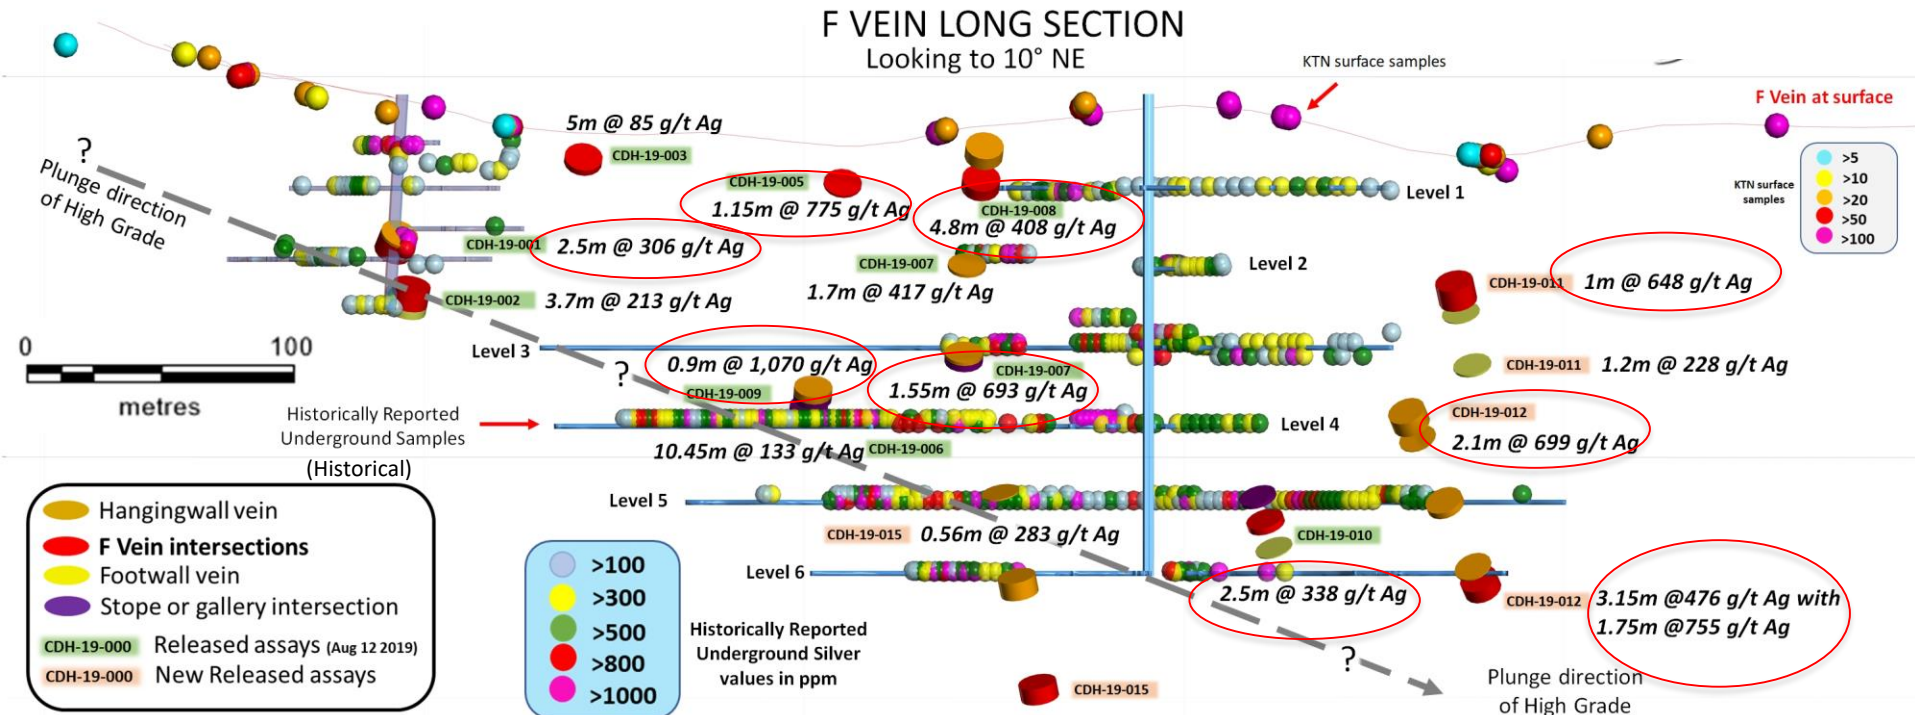 F VEIN LONG SECTION
Looking to 10° NE
KTN surface samples
F Vein at surface
>5
>10
>20
>50
>100
KTN surface
samples
?
Plunge direction
of High Grade
5m @ 85 g/t Ag
CDH-19-003
CDH-19-005
1.15m @ 775 g/t Ag
CDH-19-008
4.8m @ 408 g/t Ag
Level 1
CDH-19-001
2.5m @ 306 g/t Ag
CDH-19-007
1.7m @ 417 g/t Ag
Level 2
CDH-19-011
1m @ 648 g/t Ag
CDH-19-002
3.7m @ 213 g/t Ag
0
100
metres
Level 3
?
0.9m @ 1,070 g/t Ag
CDH-19-009
CDH-19-007
1.55m @ 693 g/t Ag
CDH-19-011
1.2m @ 228 g/t Ag
Historically Reported
Underground Samples
(Historical)
Level 4
CDH-19-012
2.1m @ 699 g/t Ag
10.45m @ 133 g/t Ag
CDH-19-006
Level 5
CDH-19-015
0.56m @ 283 g/t Ag
CDH-19-010
Level 6
2.5m @ 338 g/t Ag
CDH-19-012
3.15m @476 g/t Ag with
1.75m @755 g/t Ag
?
Plunge direction
of High Grade
CDH-19-015
Hangingwall vein
F Vein intersections
Footwall vein
Stope or gallery intersection
CDH-19-000
Released assays (Aug 12 2019)
CDH-19-000
New Released assays
>100
>300
>500
>800
>1000
Historically Reported
Underground Silver
values in ppm